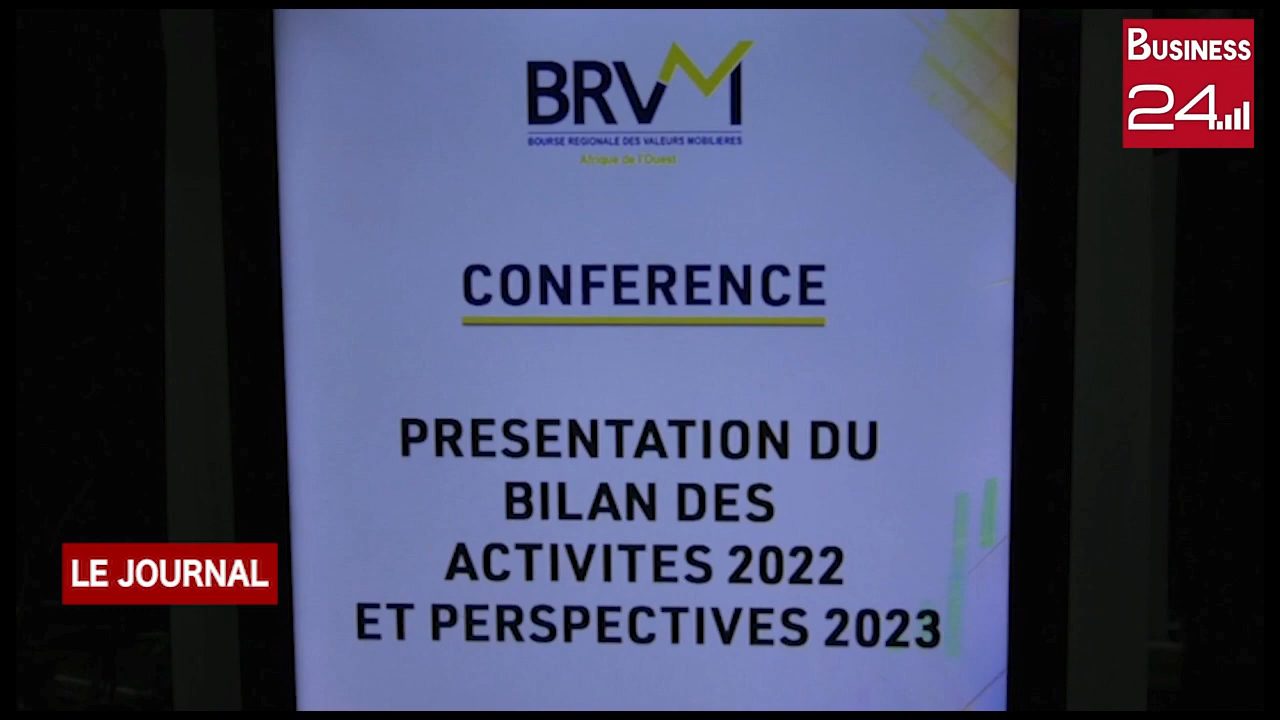 BUSINESS
24
BRVM
BOURSE REGIONALE DES VALEURS MOBILIERES
Afrique de l'Ouest
CONFERENCE
PRESENTATION DU
BILAN DES
ACTIVITES 2022
ET PERSPECTIVES 2023
LE JOURNAL